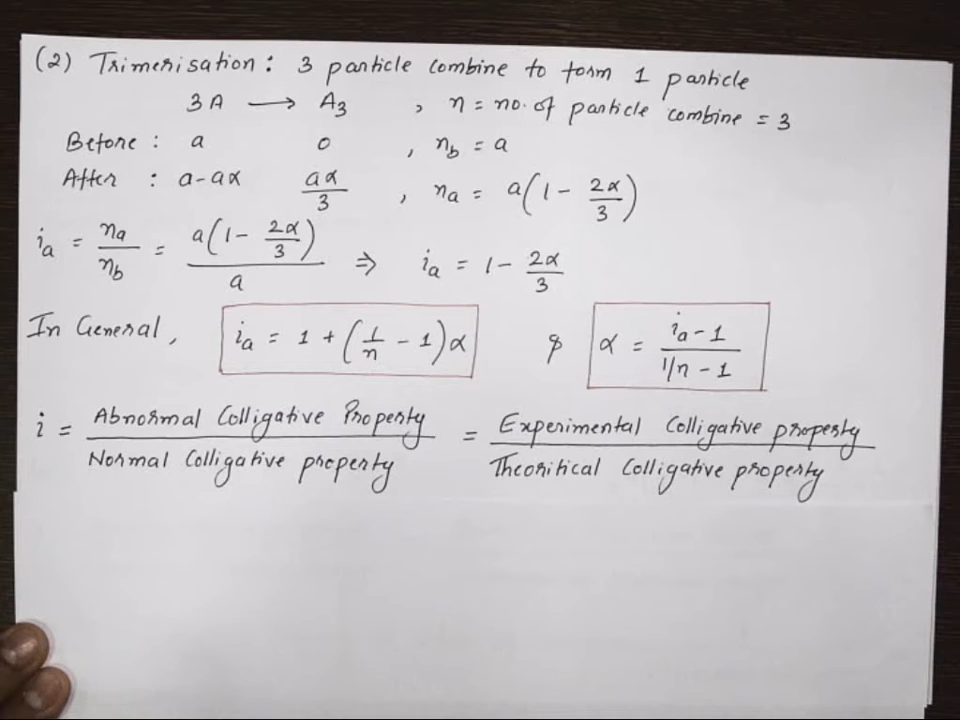 (2) Trimerisation: 3 particle combine to form 1 particle
3A → A₃ , n = no. of particle combine = 3
Before : a 0 , n_b = a
After : a-aα aα/3 , n_a = a(1 - 2α/3)
i_a = n_a/n_b = a(1 - 2α/3)/a ⇒ i_a = 1 - 2α/3
In General, i_a = 1 + (1/n - 1)α & α = (i_a - 1)/(1/n - 1)
i = Abnormal Colligative Property/Normal Colligative property = Experimental Colligative property/Theoritical Colligative property